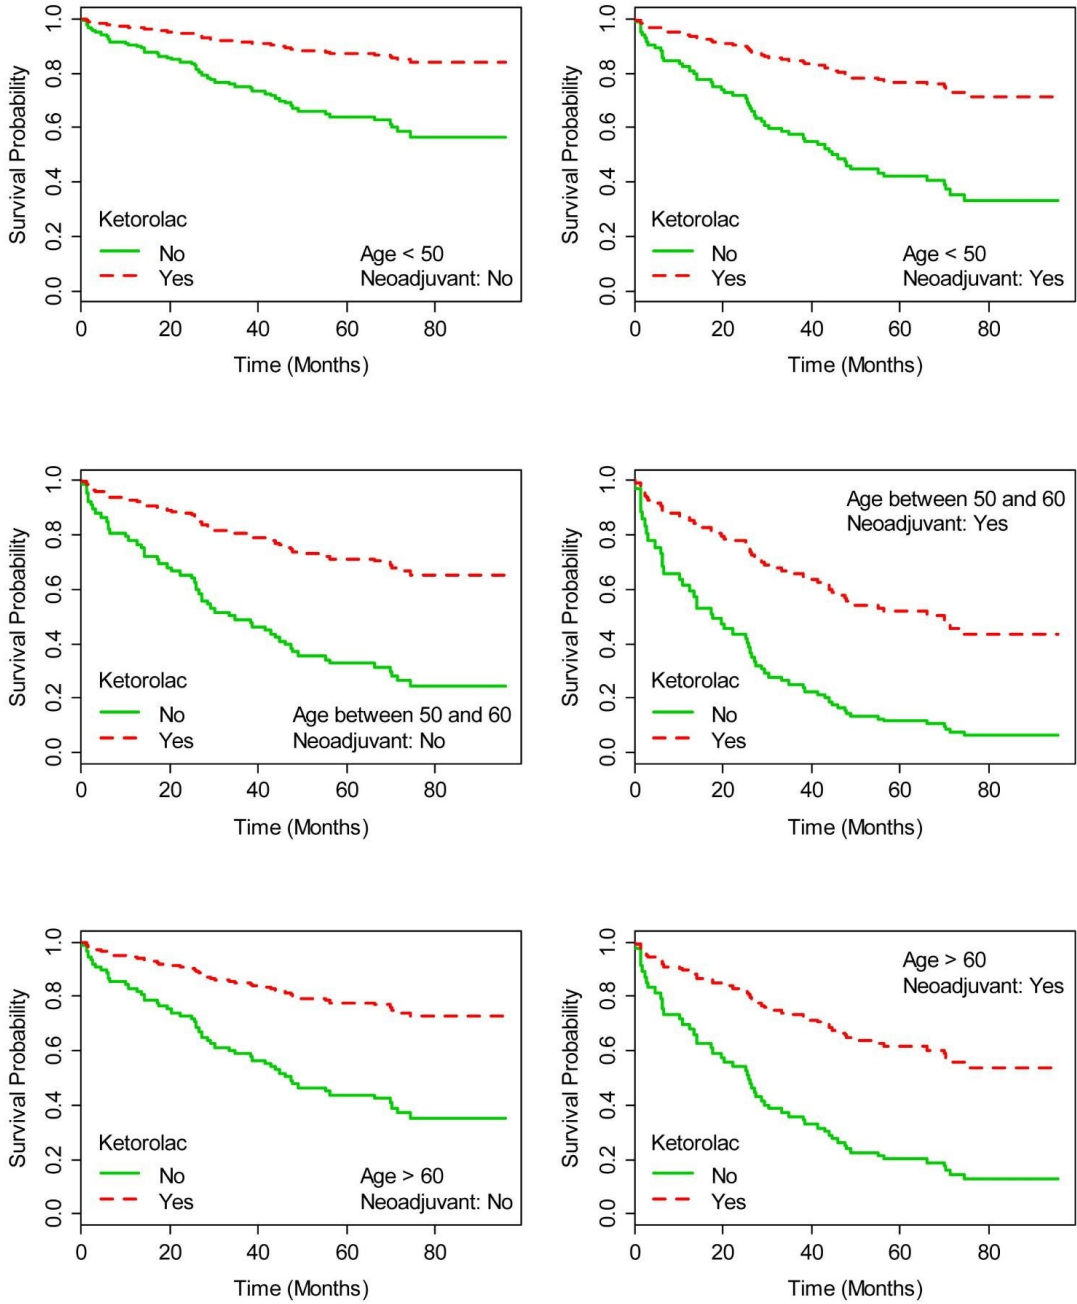 Survival Probability
1.0
0.8
0.6
0.4
0.2
0.0
Ketorolac
No
Yes
Age < 50
Neoadjuvant: No
0 20 40 60 80
Time (Months)
Survival Probability
1.0
0.8
0.6
0.4
0.2
0.0
Ketorolac
No
Yes
Age < 50
Neoadjuvant: Yes
0 20 40 60 80
Time (Months)
Survival Probability
1.0
0.8
0.6
0.4
0.2
0.0
Ketorolac
No
Yes
Age between 50 and 60
Neoadjuvant: No
0 20 40 60 80
Time (Months)
Survival Probability
1.0
0.8
0.6
0.4
0.2
0.0
Age between 50 and 60
Neoadjuvant: Yes
Ketorolac
No
Yes
0 20 40 60 80
Time (Months)
Survival Probability
1.0
0.8
0.6
0.4
0.2
0.0
Ketorolac
No
Yes
Age > 60
Neoadjuvant: No
0 20 40 60 80
Time (Months)
Survival Probability
1.0
0.8
0.6
0.4
0.2
0.0
Age > 60
Neoadjuvant: Yes
Ketorolac
No
Yes
0 20 40 60 80
Time (Months)